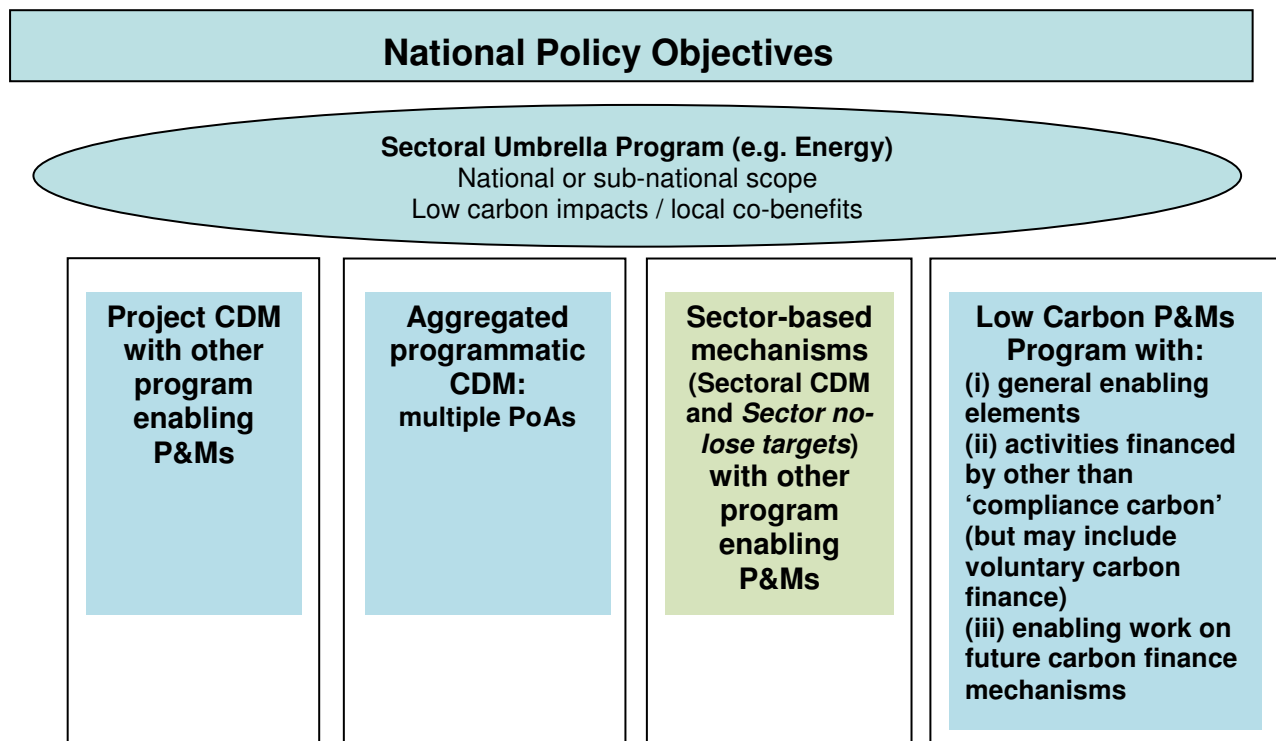 National Policy Objectives
Sectoral Umbrella Program (e.g. Energy)
National or sub-national scope
Low carbon impacts / local co-benefits
Project CDM
with other
program
enabling
P&Ms
Aggregated
programmatic
CDM:
multiple PoAs
Sector-based
mechanisms
(Sectoral CDM
and Sector no-
lose targets)
with other
program
enabling
P&Ms
Low Carbon P&Ms
Program with:
(i) general enabling
elements
(ii) activities financed
by other than
‘compliance carbon’
(but may include
voluntary carbon
finance)
(iii) enabling work on
future carbon finance
mechanisms